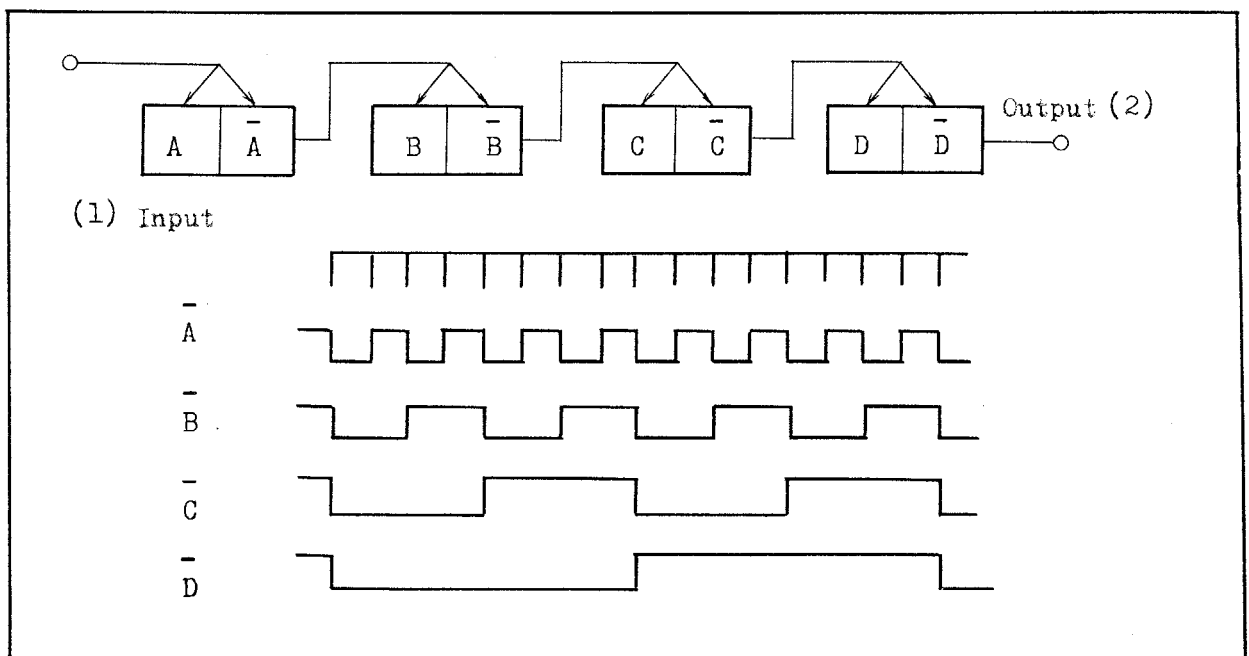 Output (2)
A A̅ B B̅ C C̅ D D̅
(1) Input
A̅
B̅
C̅
D̅